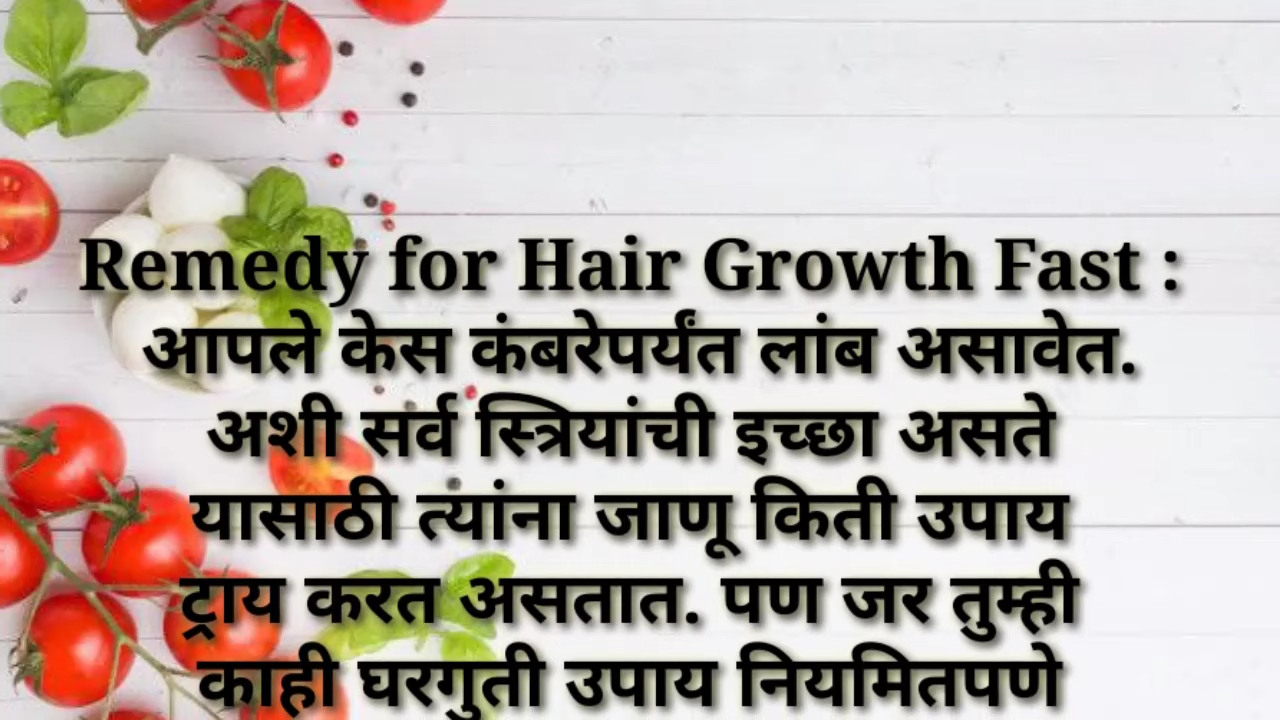 Remedy for Hair Growth Fast :
आपले केस कंबरेपर्यंत लांब असावेत.
अशी सर्व स्त्रियांची इच्छा असते
यासाठी त्यांना जाणू किती उपाय
ट्राय करत असतात. पण जर तुम्ही
काही घरगुती उपाय नियमितपणे